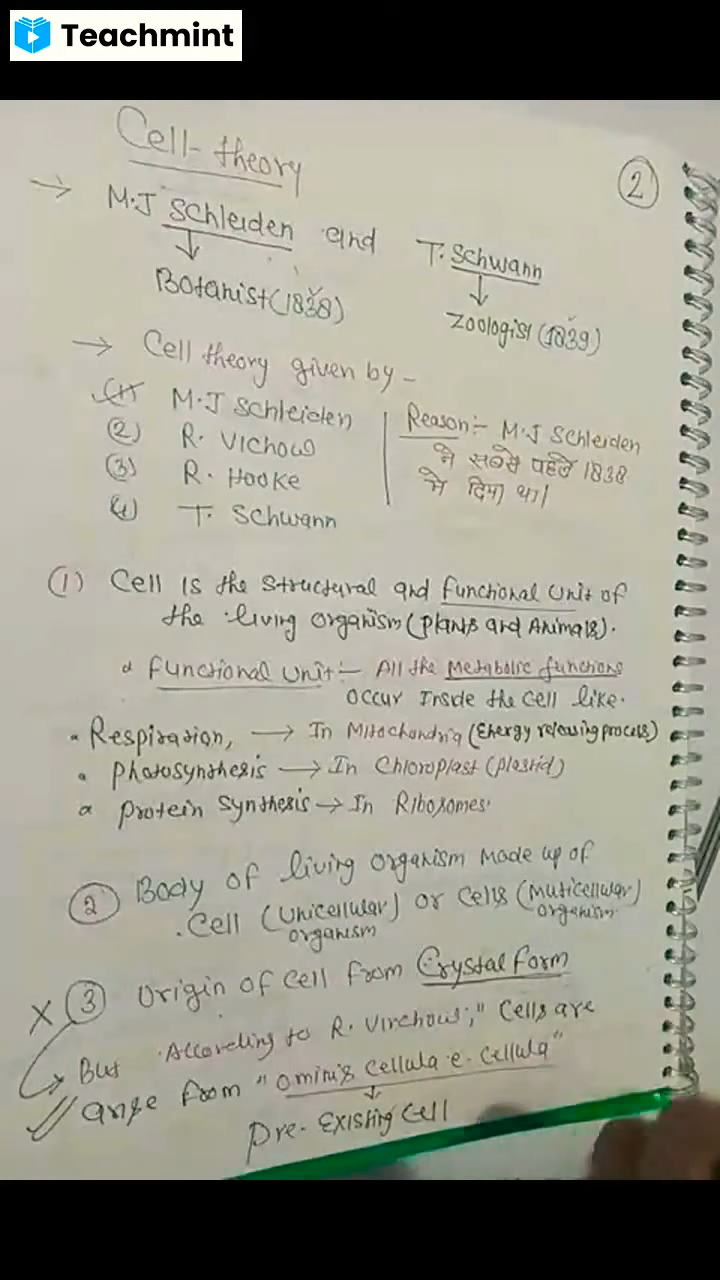 Teachmint
Cell-theory
2
→ M.J Schleiden and T. Schwann
↓ ↓
Botanist (1838) Zoologist (1839)
→ Cell theory given by -
(1) M.J Schleiden
(2) R. Vichow
(3) R. Hooke
(4) T. Schwann
Reason:- M.J Schleiden
ने सबसे पहले 1838
में दिया था।
(1) Cell is the structural and functional unit of
the living organism (plants and Animals).
Functional Unit:- All the Metabolic functions
occur Inside the cell like.
Respiration, → In Mitochondria (Energy releasing process)
Photosynthesis → In Chloroplast (plastid)
Protein Synthesis → In Ribosomes.
(2) Body of living organism made up of
.Cell (Unicellular) or Cells (Muticellular)
organism organism.
X (3) Origin of cell from Crystal form
But According to R. Virchow," Cells are
arise from "ominis cellula e. cellula"
↓
Pre-Existing Cell